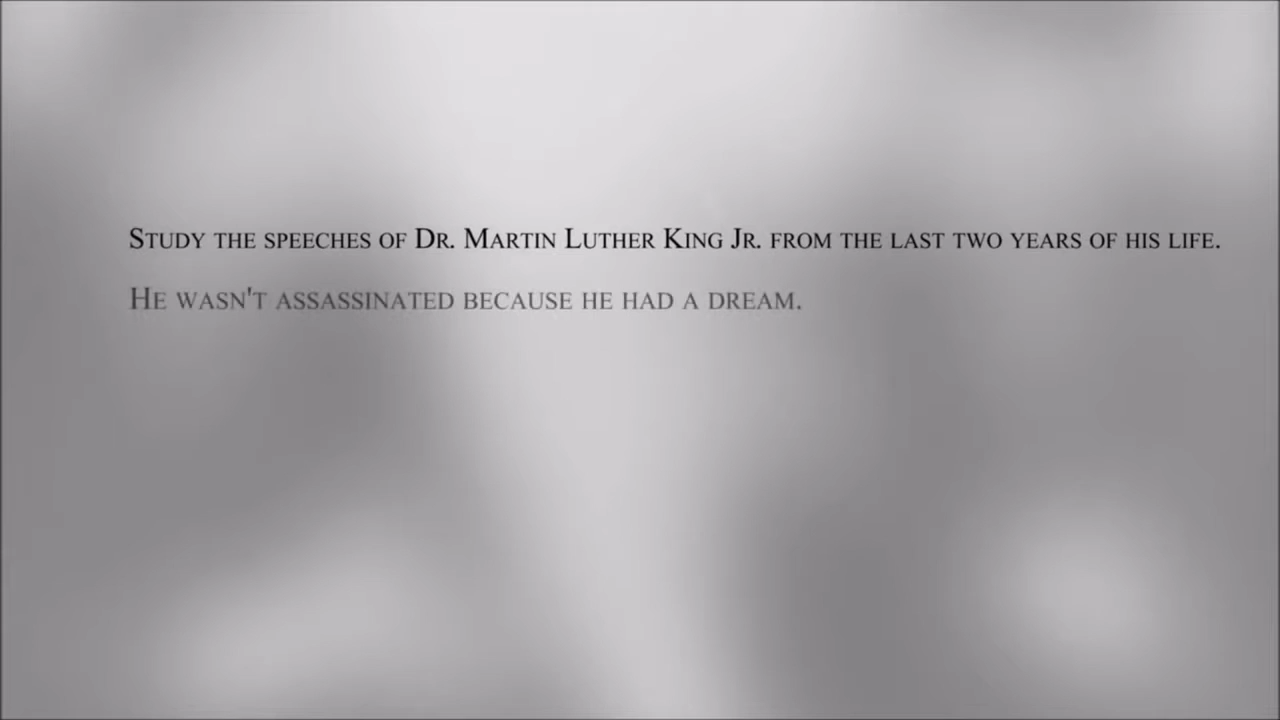 Study the speeches of Dr. Martin Luther King Jr. from the last two years of his life.
He wasn't assassinated because he had a dream.